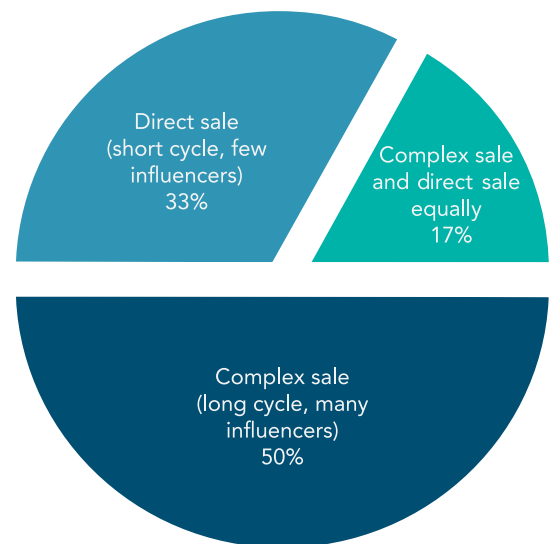 Direct sale
(short cycle, few
influencers)
33%
Complex sale
and direct sale
equally
17%
Complex sale
(long cycle, many
influencers)
50%